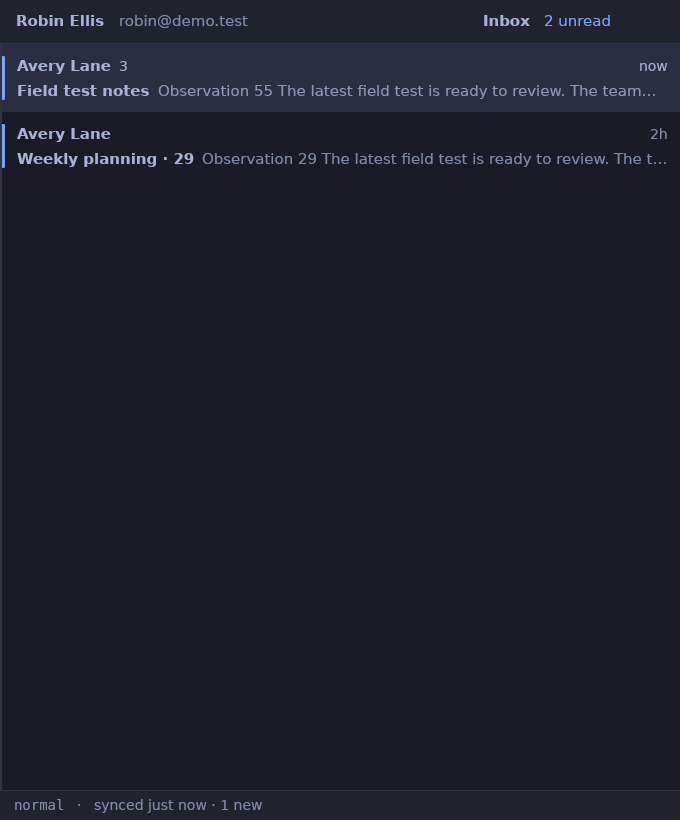 Robin Ellis robin@demo.test Inbox 2 unread
Avery Lane 3 now
Field test notes Observation 55 The latest field test is ready to review. The team…
Avery Lane 2h
Weekly planning · 29 Observation 29 The latest field test is ready to review. The t…
normal · synced just now · 1 new